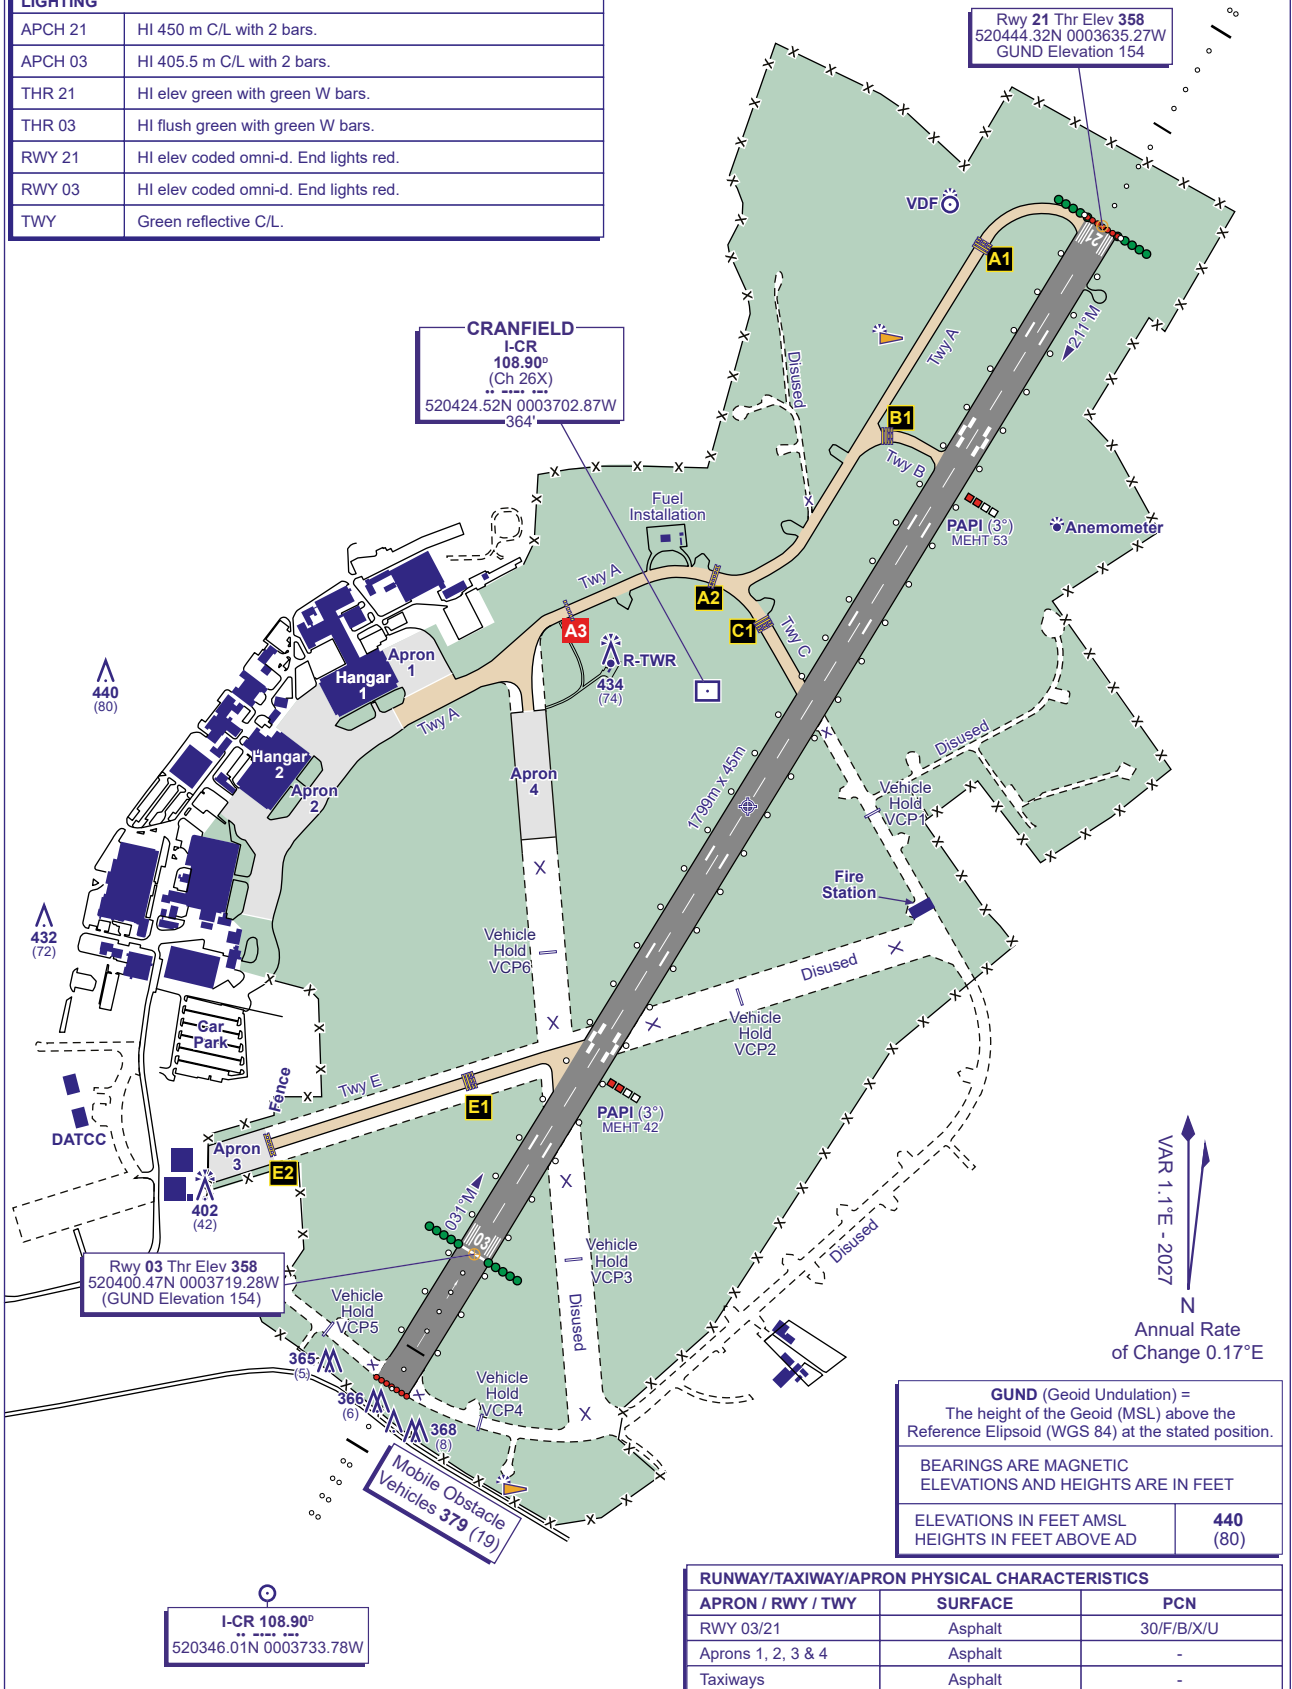 LIGHTING
APCH 21 HI 450 m C/L with 2 bars.
APCH 03 HI 405.5 m C/L with 2 bars.
THR 21 HI elev green with green W bars.
THR 03 HI flush green with green W bars.
RWY 21 HI elev coded omni-d. End lights red.
RWY 03 HI elev coded omni-d. End lights red.
TWY Green reflective C/L.
Rwy 21 Thr Elev 358
520444.32N 0003635.27W
GUND Elevation 154
VDF
A1
21
211°M
Twy A
CRANFIELD
I-CR
108.90D
(Ch 26X)
520424.52N 0003702.87W
364'
Disused
B1
Twy B
PAPI (3°)
MEHT 53
Anemometer
Fuel
Installation
Twy A
A2
A3
C1
Twy C
R-TWR
434
(74)
Apron
1
Hangar
1
440
(80)
Twy A
Hangar
2
Apron
2
Apron
4
1799m x 45m
Disused
Vehicle
Hold
VCP1
Fire
Station
432
(72)
Vehicle
Hold
VCP6
Disused
Vehicle
Hold
VCP2
Car
Park
Fence
Twy E
E1
PAPI (3°)
MEHT 42
DATCC
Apron
3
E2
402
(42)
031°M
03
Rwy 03 Thr Elev 358
520400.47N 0003719.28W
(GUND Elevation 154)
Vehicle
Hold
VCP3
Disused
Disused
Vehicle
Hold
VCP5
365
(5)
366
(6)
368
(8)
Vehicle
Hold
VCP4
Mobile Obstacle
Vehicles 379 (19)
VAR 1.1°E - 2027
N
Annual Rate
of Change 0.17°E
GUND (Geoid Undulation) =
The height of the Geoid (MSL) above the
Reference Elipsoid (WGS 84) at the stated position.
BEARINGS ARE MAGNETIC
ELEVATIONS AND HEIGHTS ARE IN FEET
ELEVATIONS IN FEET AMSL 440
HEIGHTS IN FEET ABOVE AD (80)
I-CR 108.90D
520346.01N 0003733.78W
RUNWAY/TAXIWAY/APRON PHYSICAL CHARACTERISTICS
APRON / RWY / TWY SURFACE PCN
RWY 03/21 Asphalt 30/F/B/X/U
Aprons 1, 2, 3 & 4 Asphalt -
Taxiways Asphalt -